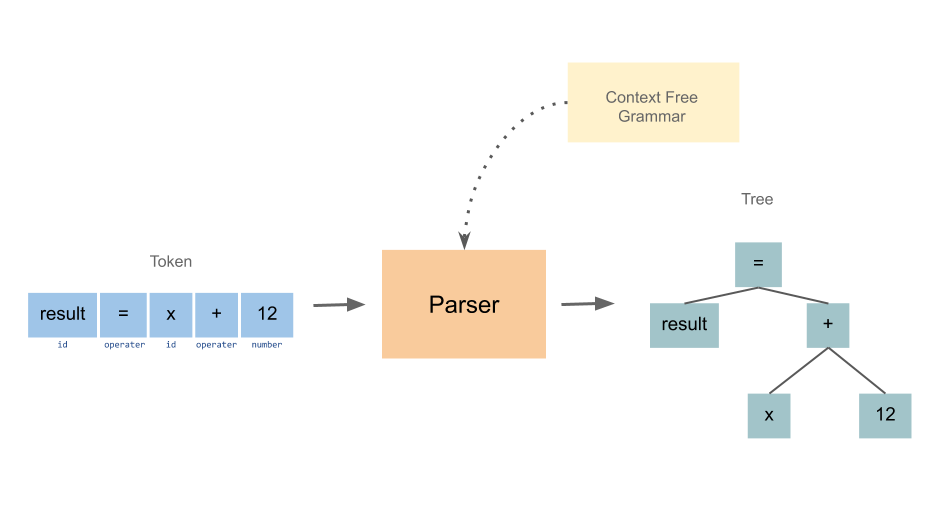 Context Free
Grammar
Tree
Token
=
Parser
result = x + 12
id operater id operater number
result +
x 12